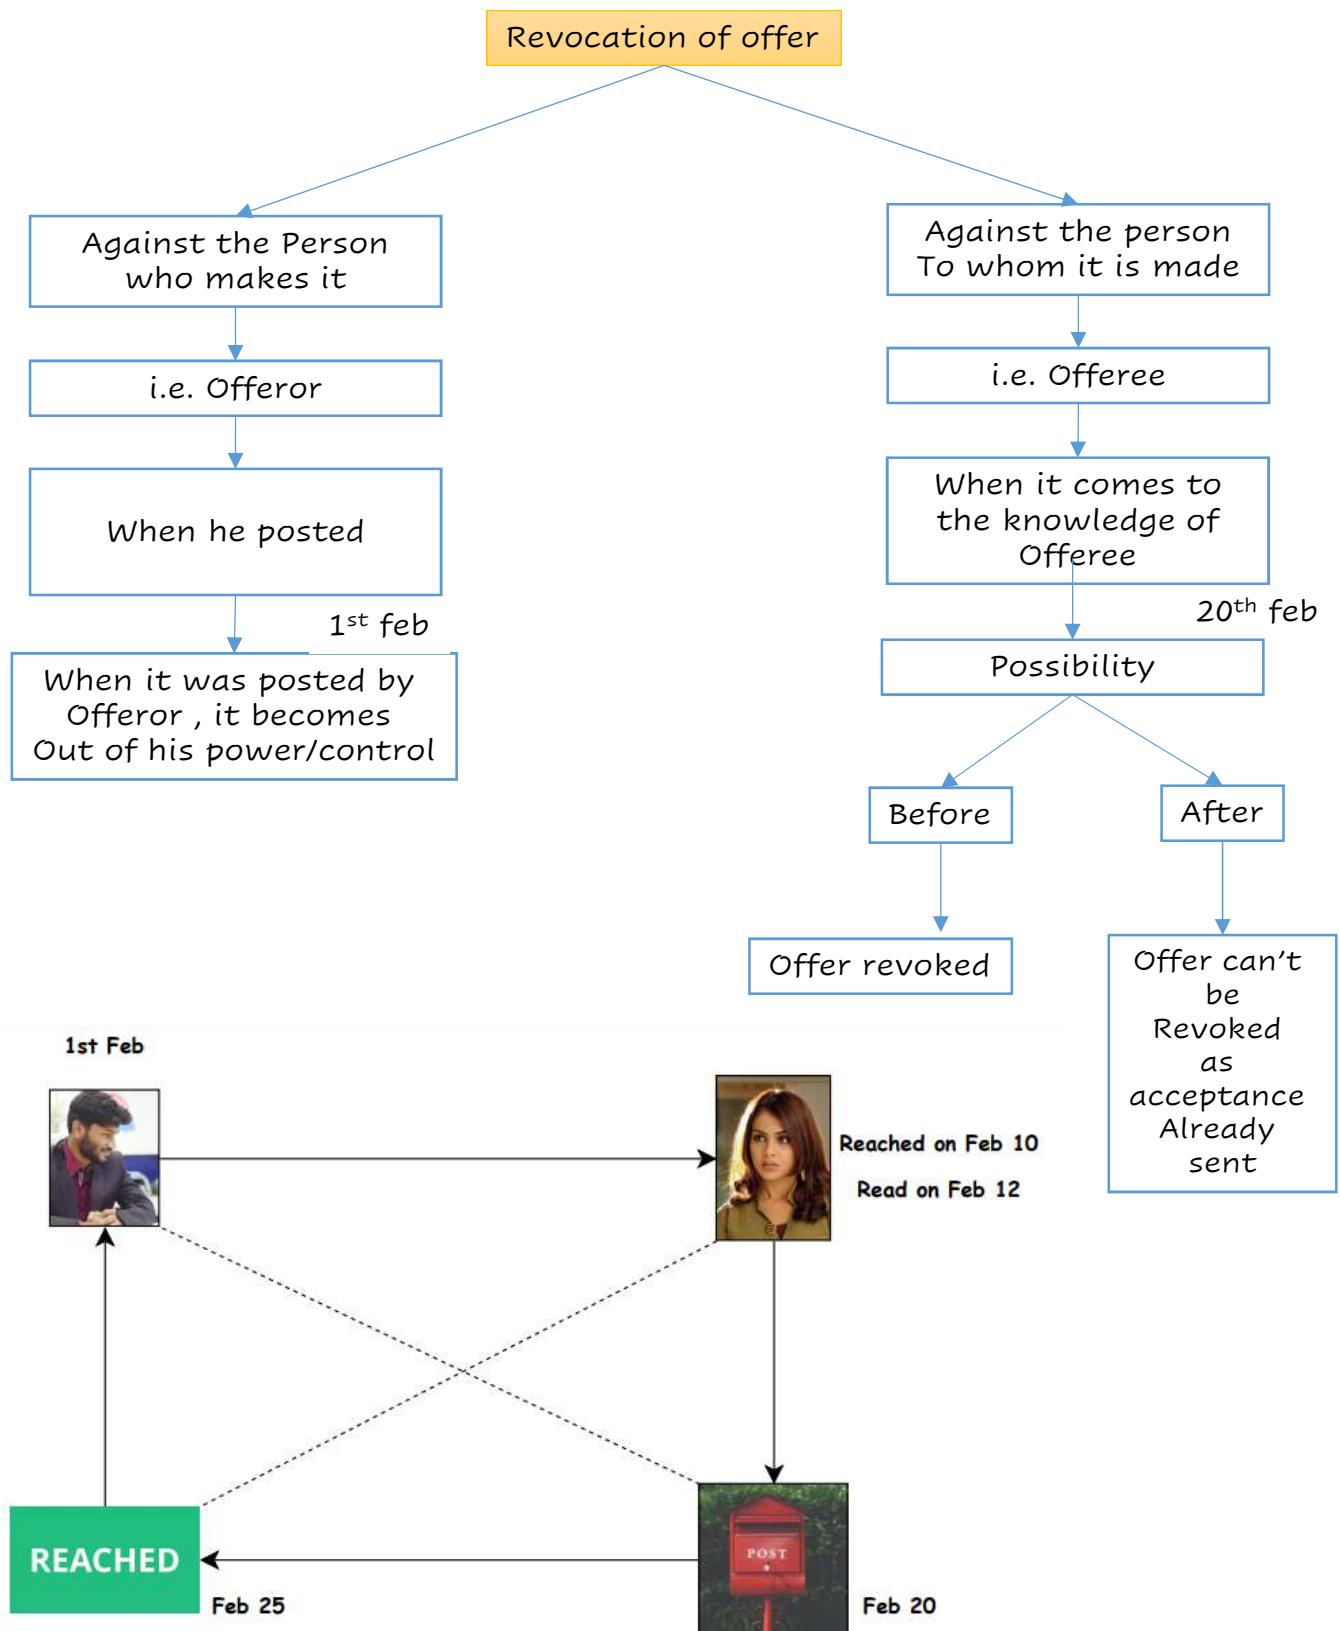 Revocation of offer
Against the Person
who makes it
Against the person
To whom it is made
i.e. Offeror
i.e. Offeree
When he posted
When it comes to
the knowledge of
Offeree
1st feb
20th feb
When it was posted by
Offeror , it becomes
Out of his power/control
Possibility
Before
After
Offer revoked
Offer can't
be
Revoked
as
acceptance
Already
sent
1st Feb
Reached on Feb 10
Read on Feb 12
REACHED
Feb 25
POST
Feb 20